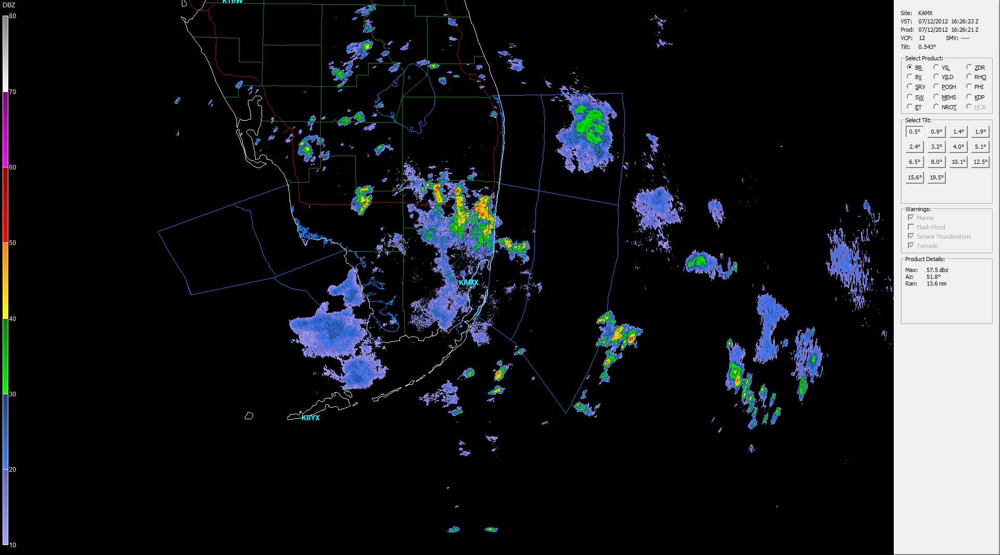 DBZ
80
70
60
50
40
30
20
10
KTBW
KAMX
KBYX
Site: KAMX
VST: 07/12/2012 16:26:23 Z
Prod: 07/12/2012 16:26:21 Z
VCP: 12 SMV: ----
Tilt: 0.543°
Select Product:
BR VIL ZDR
BV VILD RHO
SRV POSH PHI
SW MEHS KDP
ET NROT HCA
Select Tilt:
0.5° 0.9° 1.4° 1.9°
2.4° 3.2° 4.0° 5.1°
6.5° 8.0° 10.1° 12.5°
15.6° 19.5°
Warnings:
Marine
Flash Flood
Severe Thunderstorm
Tornado
Product Details:
Max: 57.5 dbz
Az: 51.8°
Ran: 13.6 nm